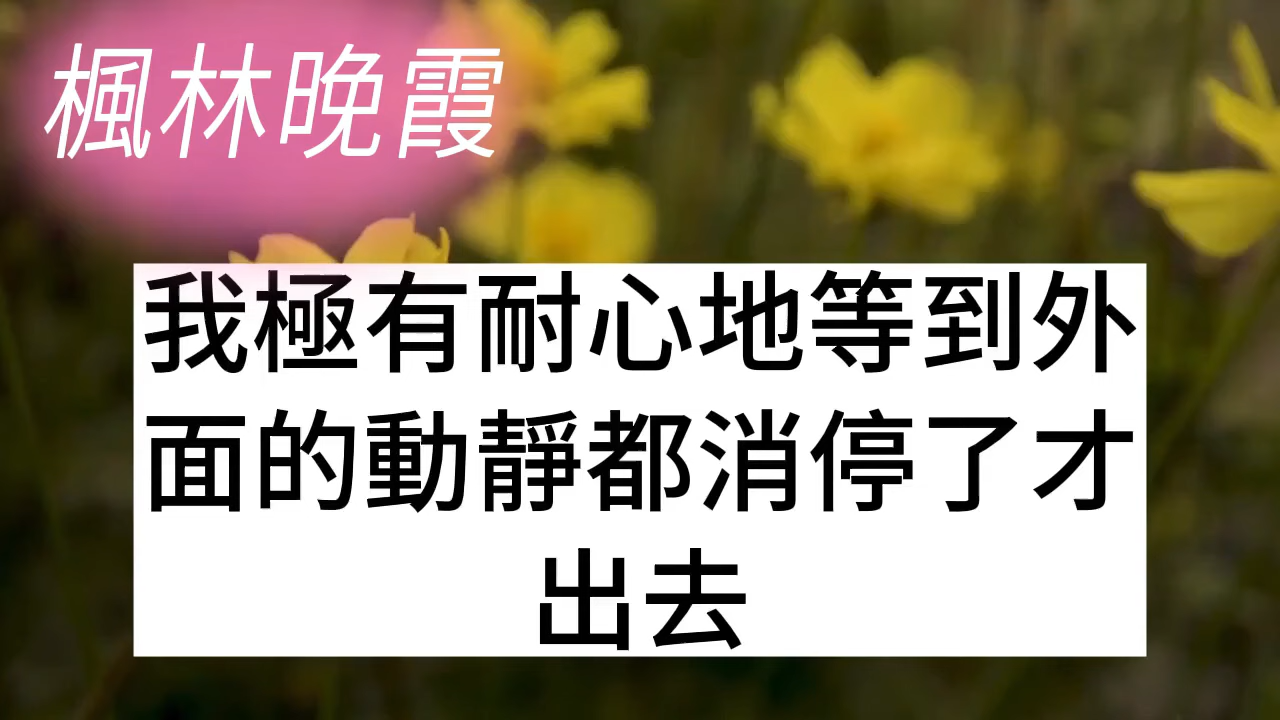 楓林晚霞
我極有耐心地等到外
面的動靜都消停了才
出去